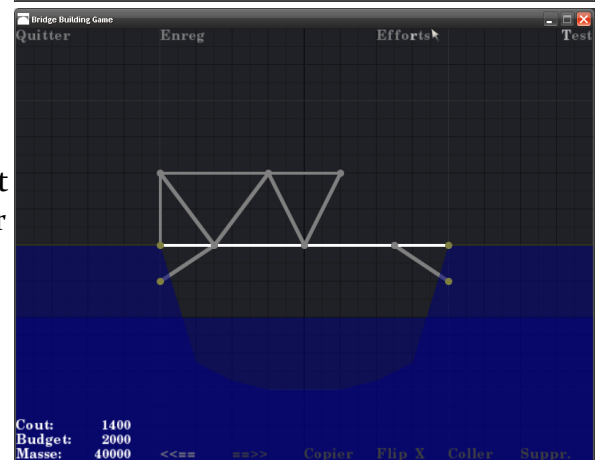 Bridge Building Game
Quitter Enreg Efforts Test
t
r
Cout: 1400
Budget: 2000
Masse: 40000 <<== ==>> Copier Flip X Coller Suppr.